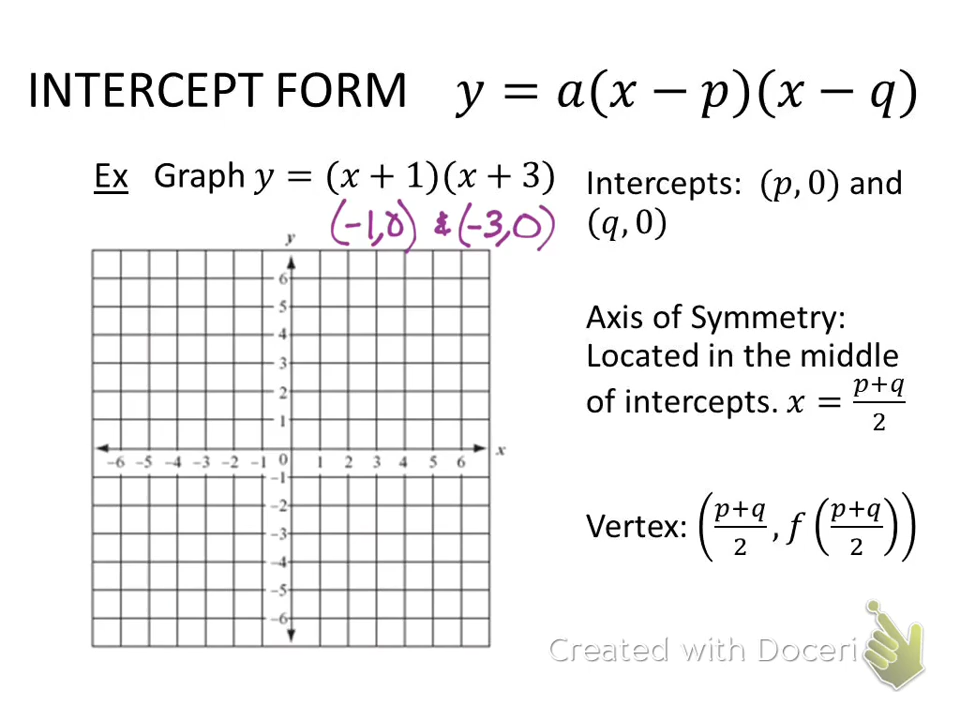 INTERCEPT FORM y = a(x − p)(x − q)
Ex Graph y = (x + 1)(x + 3)
(-1,0) & (-3,0)
Intercepts: (p, 0) and
(q, 0)
Axis of Symmetry:
Located in the middle
of intercepts. x = p+q/2
Vertex: (p+q/2, f(p+q/2))
y
6
5
4
3
2
1
x
−6 −5 −4 −3 −2 −1 0 1 2 3 4 5 6
−1
−2
−3
−4
−5
−6
Created with Doceri